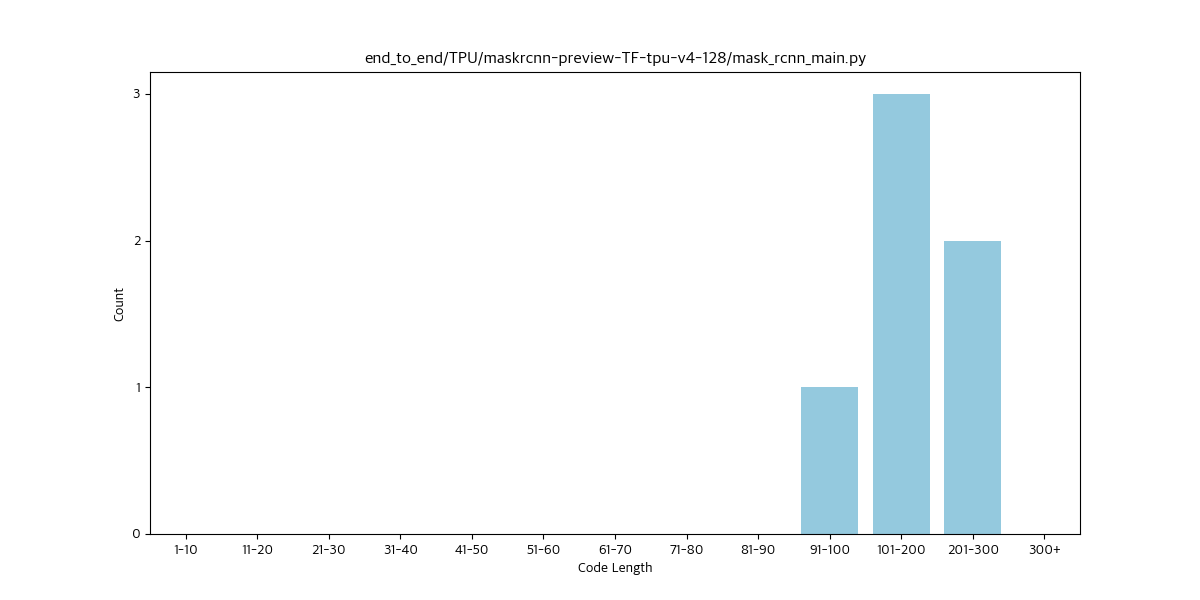 end_to_end/TPU/maskrcnn-preview-TF-tpu-v4-128/mask_rcnn_main.py
3
2
1
0
Count
1-10 11-20 21-30 31-40 41-50 51-60 61-70 71-80 81-90 91-100 101-200 201-300 300+
Code Length